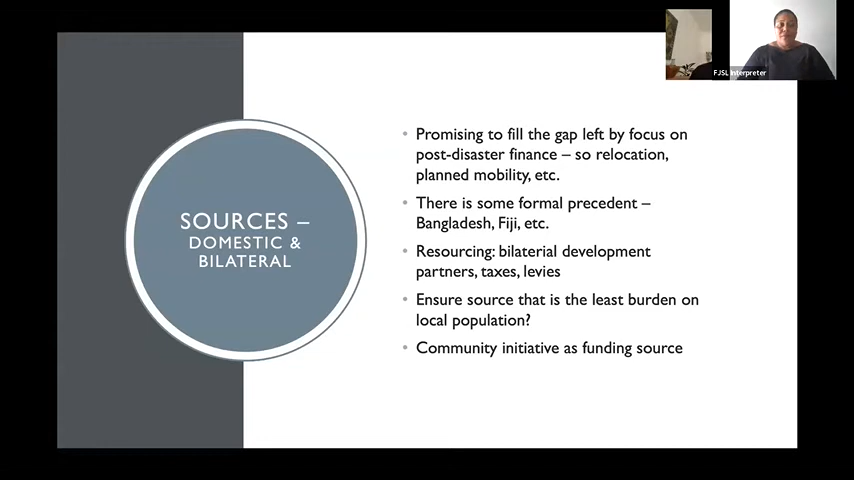 FJSL Interpreter
SOURCES –
DOMESTIC &
BILATERAL
• Promising to fill the gap left by focus on
post-disaster finance – so relocation,
planned mobility, etc.
• There is some formal precedent –
Bangladesh, Fiji, etc.
• Resourcing: bilaterial development
partners, taxes, levies
• Ensure source that is the least burden on
local population?
• Community initiative as funding source